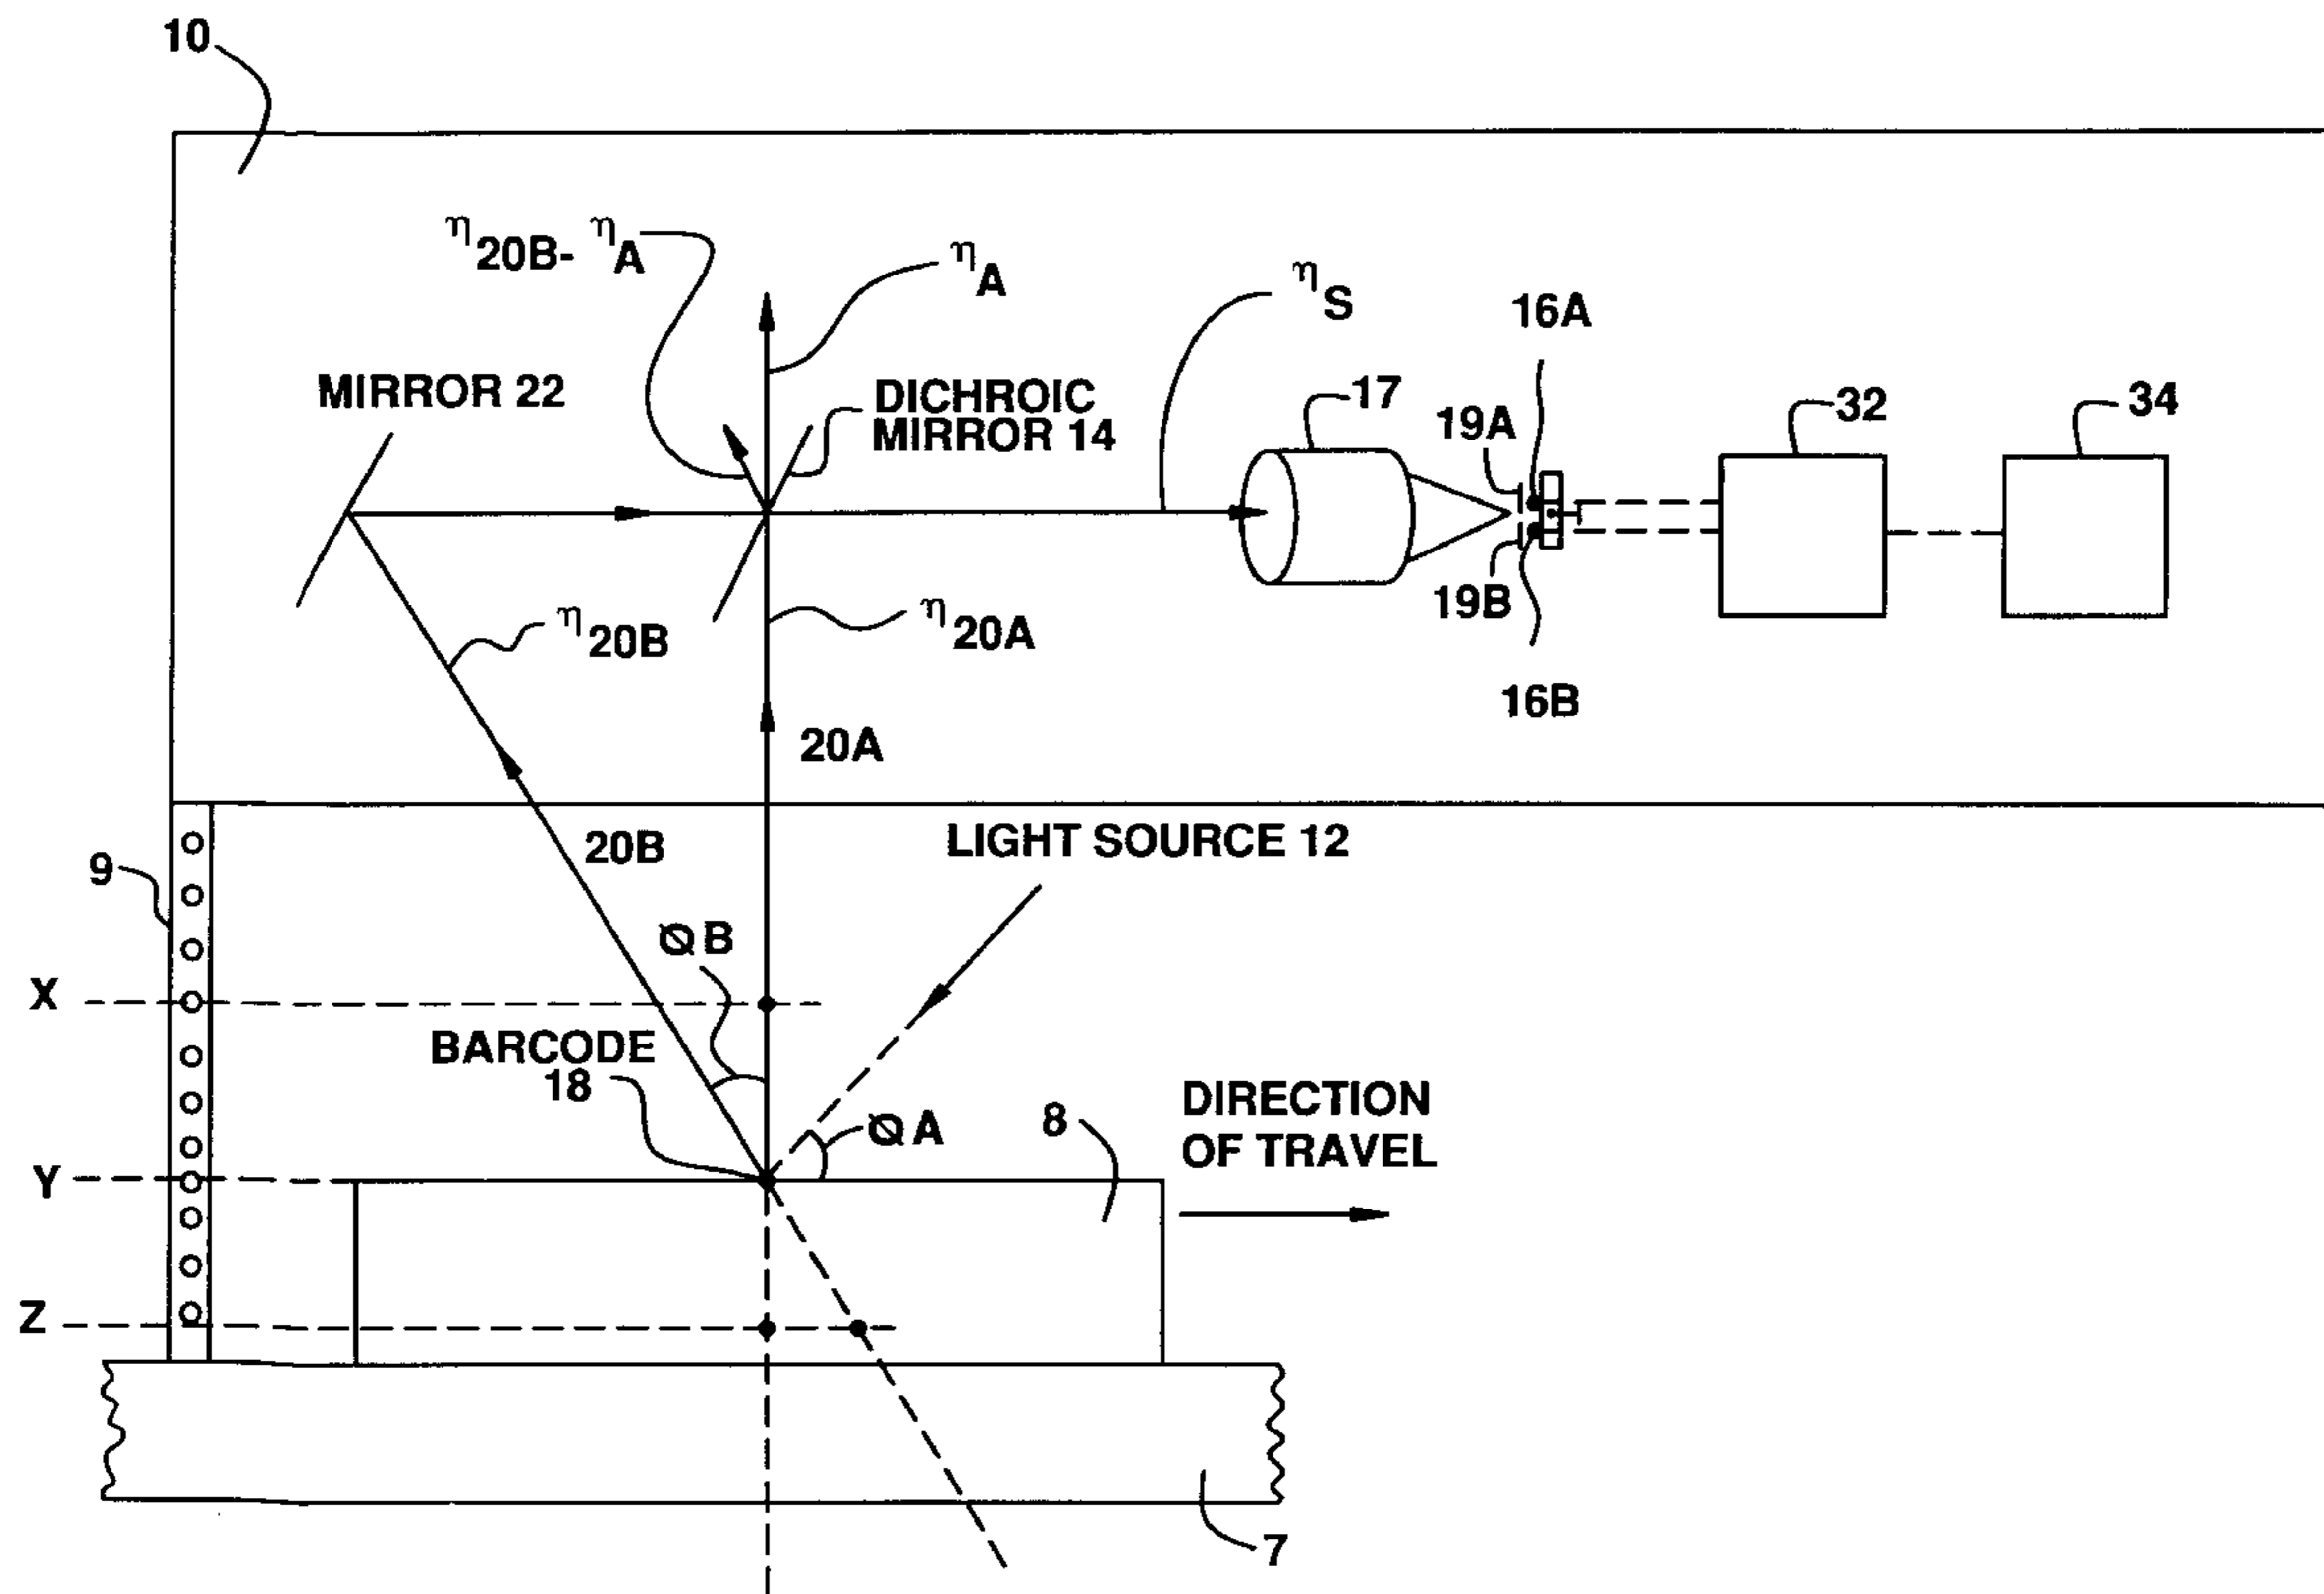 10
η20B- ηA
ηA
ηS
16A
MIRROR 22
DICHROIC
MIRROR 14
17
19A
32
34
19B
η20B
η20A
16B
20A
20B
LIGHT SOURCE 12
9
ØB
X
BARCODE
18
ØA
8
DIRECTION
OF TRAVEL
Y
Z
7